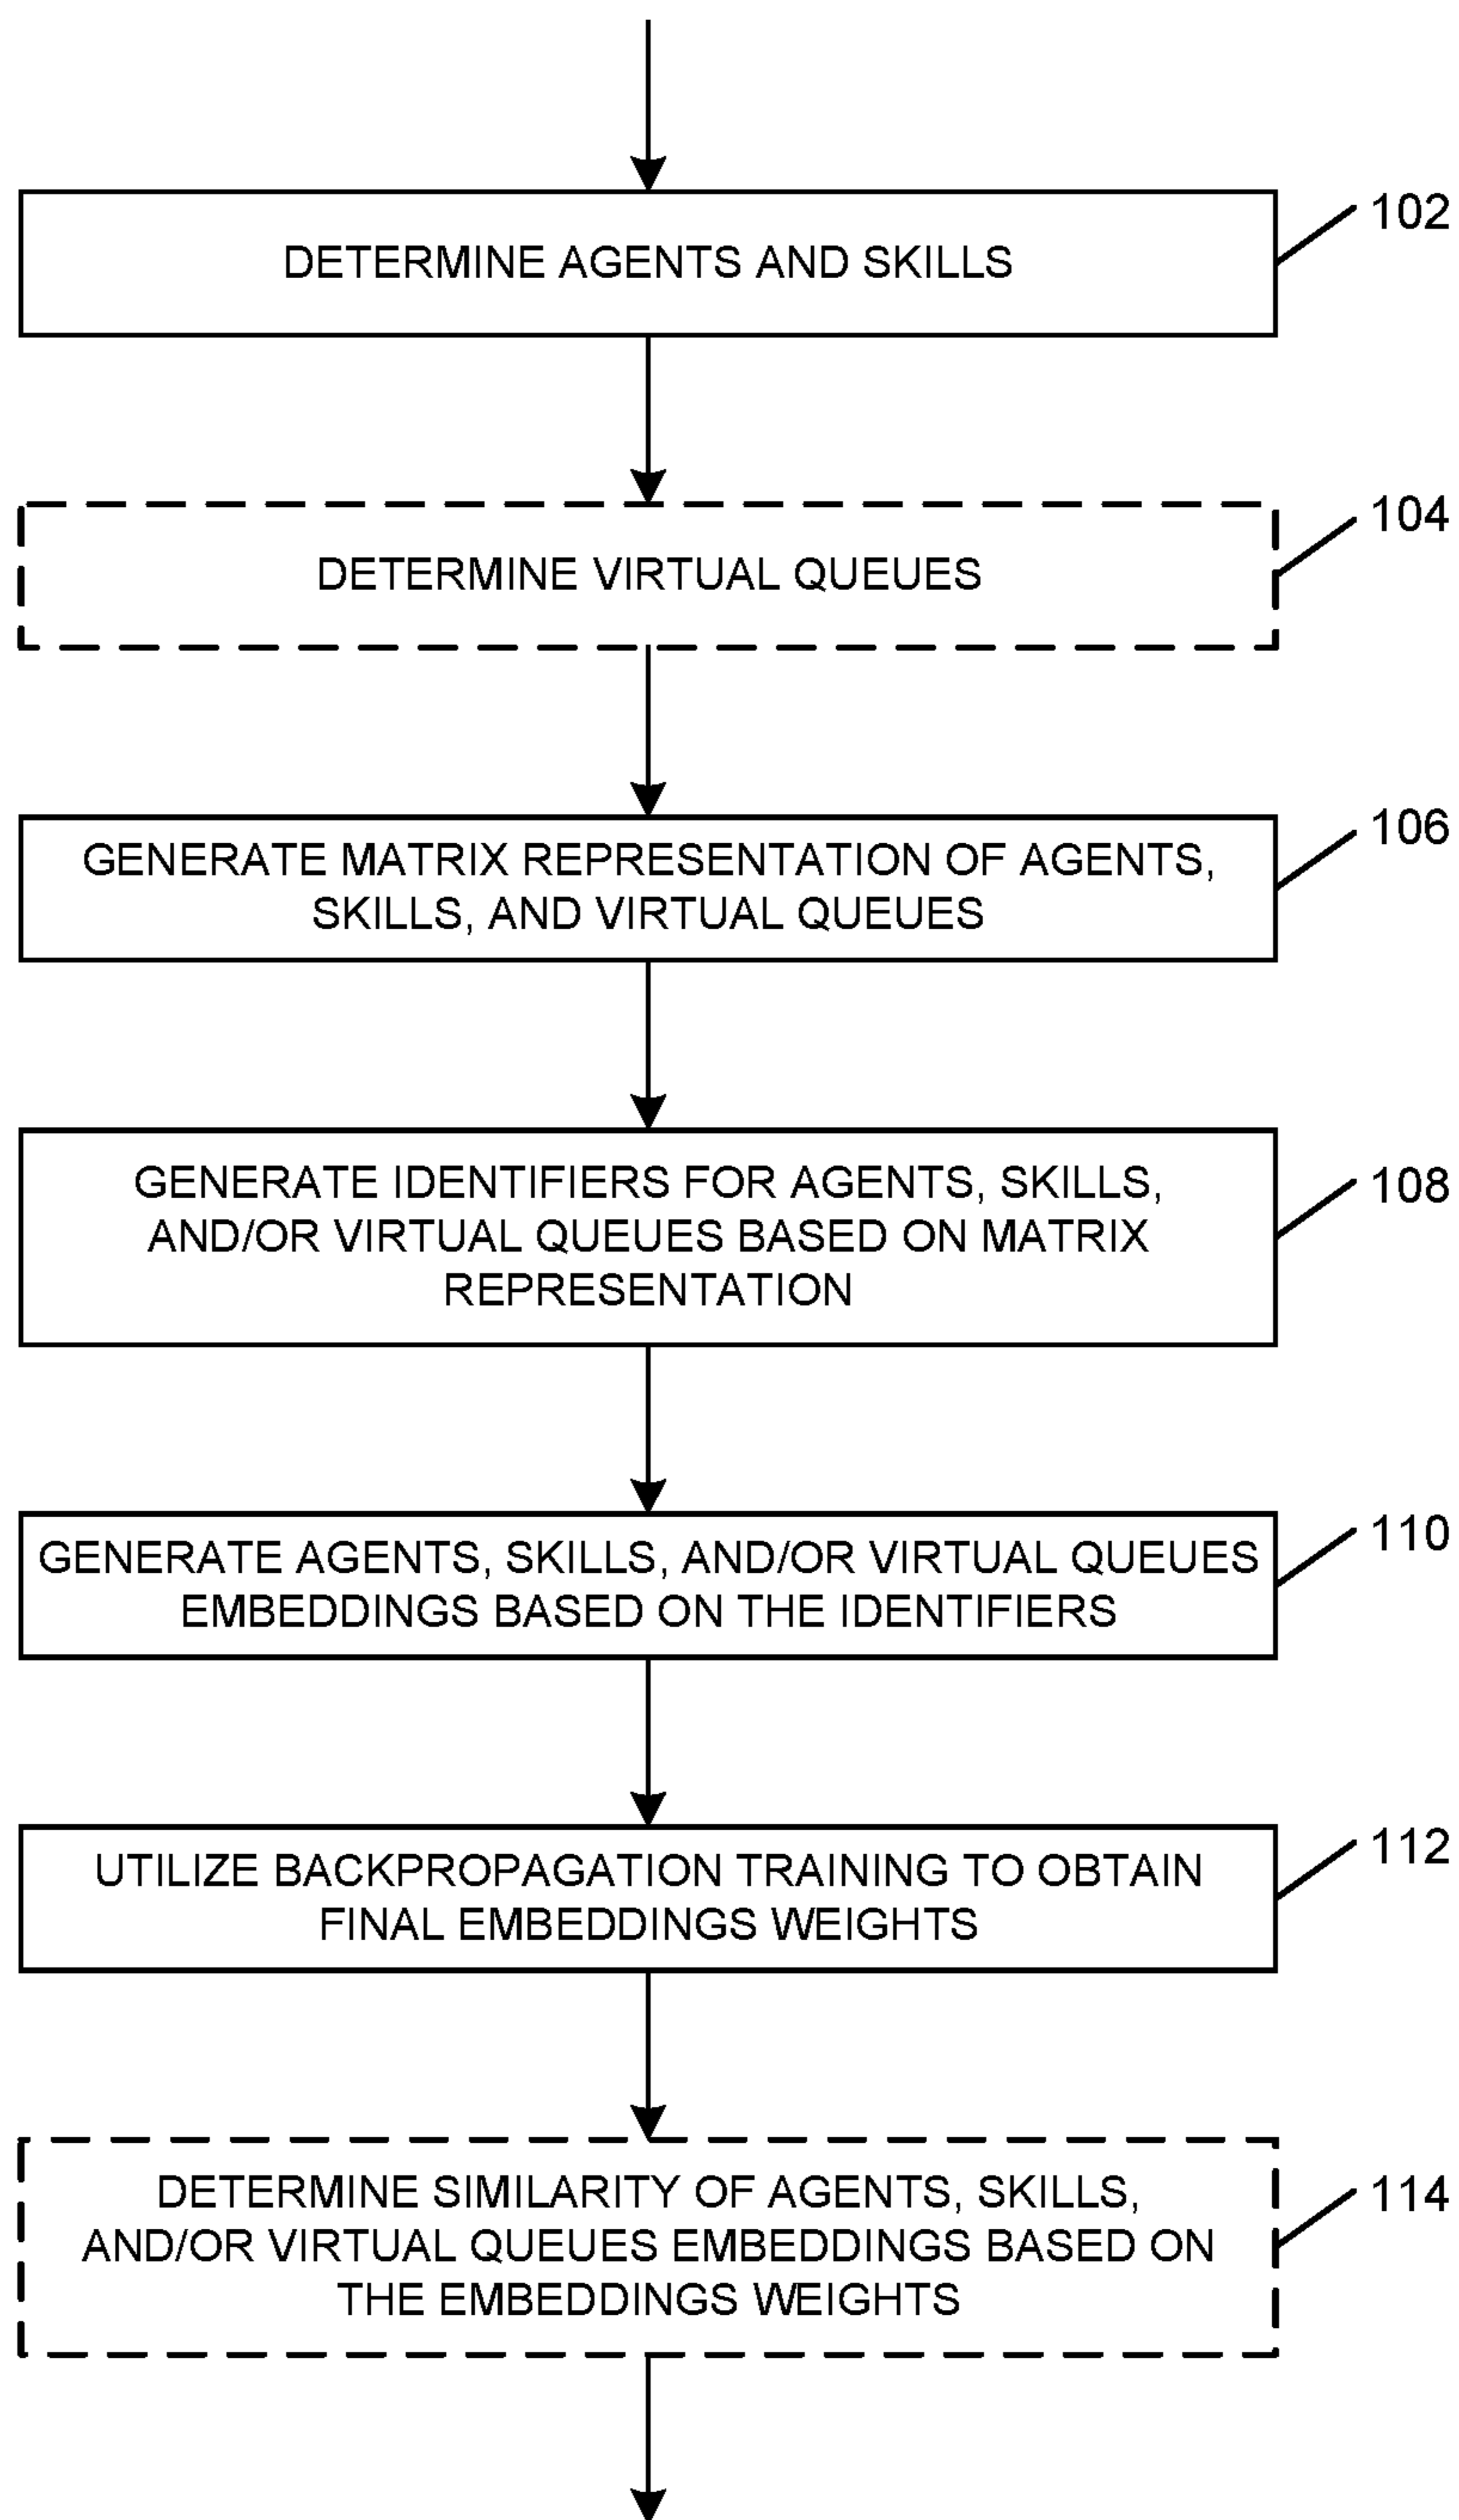 102
DETERMINE AGENTS AND SKILLS
104
DETERMINE VIRTUAL QUEUES
106
GENERATE MATRIX REPRESENTATION OF AGENTS,
SKILLS, AND VIRTUAL QUEUES
108
GENERATE IDENTIFIERS FOR AGENTS, SKILLS,
AND/OR VIRTUAL QUEUES BASED ON MATRIX
REPRESENTATION
110
GENERATE AGENTS, SKILLS, AND/OR VIRTUAL QUEUES
EMBEDDINGS BASED ON THE IDENTIFIERS
112
UTILIZE BACKPROPAGATION TRAINING TO OBTAIN
FINAL EMBEDDINGS WEIGHTS
114
DETERMINE SIMILARITY OF AGENTS, SKILLS,
AND/OR VIRTUAL QUEUES EMBEDDINGS BASED ON
THE EMBEDDINGS WEIGHTS